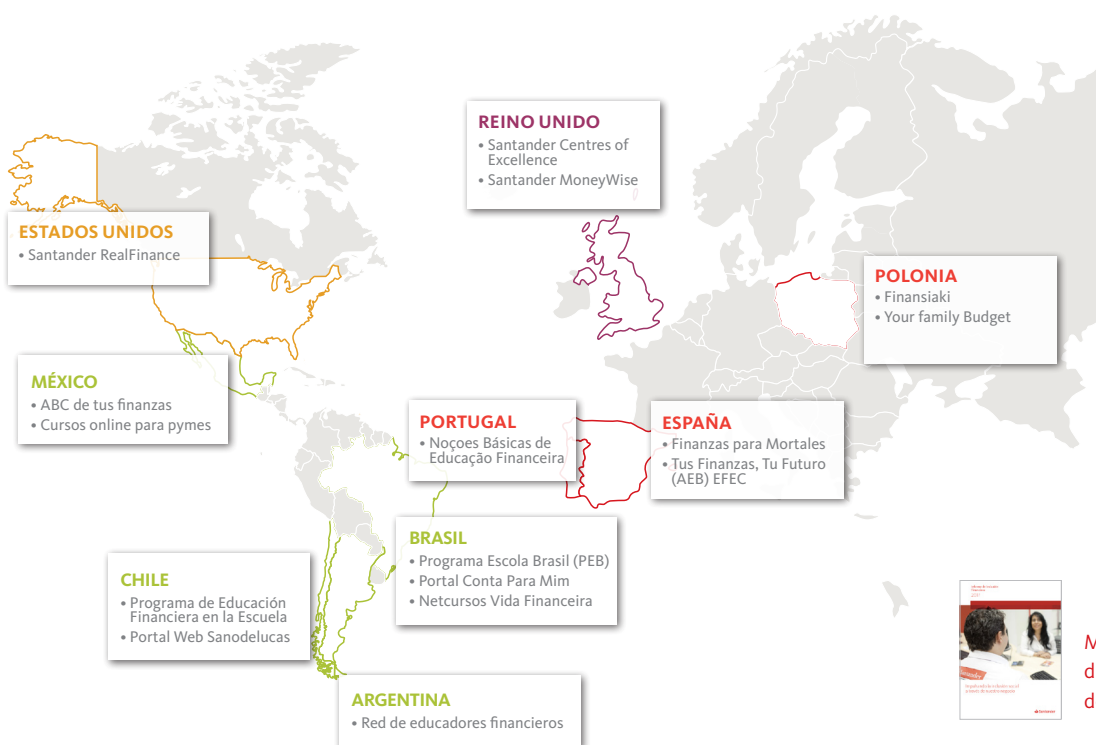 REINO UNIDO
• Santander Centres of
Excellence
• Santander MoneyWise
ESTADOS UNIDOS
• Santander RealFinance
POLONIA
• Finansiaki
• Your family Budget
MÉXICO
• ABC de tus finanzas
• Cursos online para pymes
PORTUGAL
• Noçoes Básicas de
Educação Financeira
ESPAÑA
• Finanzas para Mortales
• Tus Finanzas, Tu Futuro
(AEB) EFEC
BRASIL
• Programa Escola Brasil (PEB)
• Portal Conta Para Mim
• Netcursos Vida Financeira
CHILE
• Programa de Educación
Financiera en la Escuela
• Portal Web Sanodelucas
ARGENTINA
• Red de educadores financieros
M
d
d